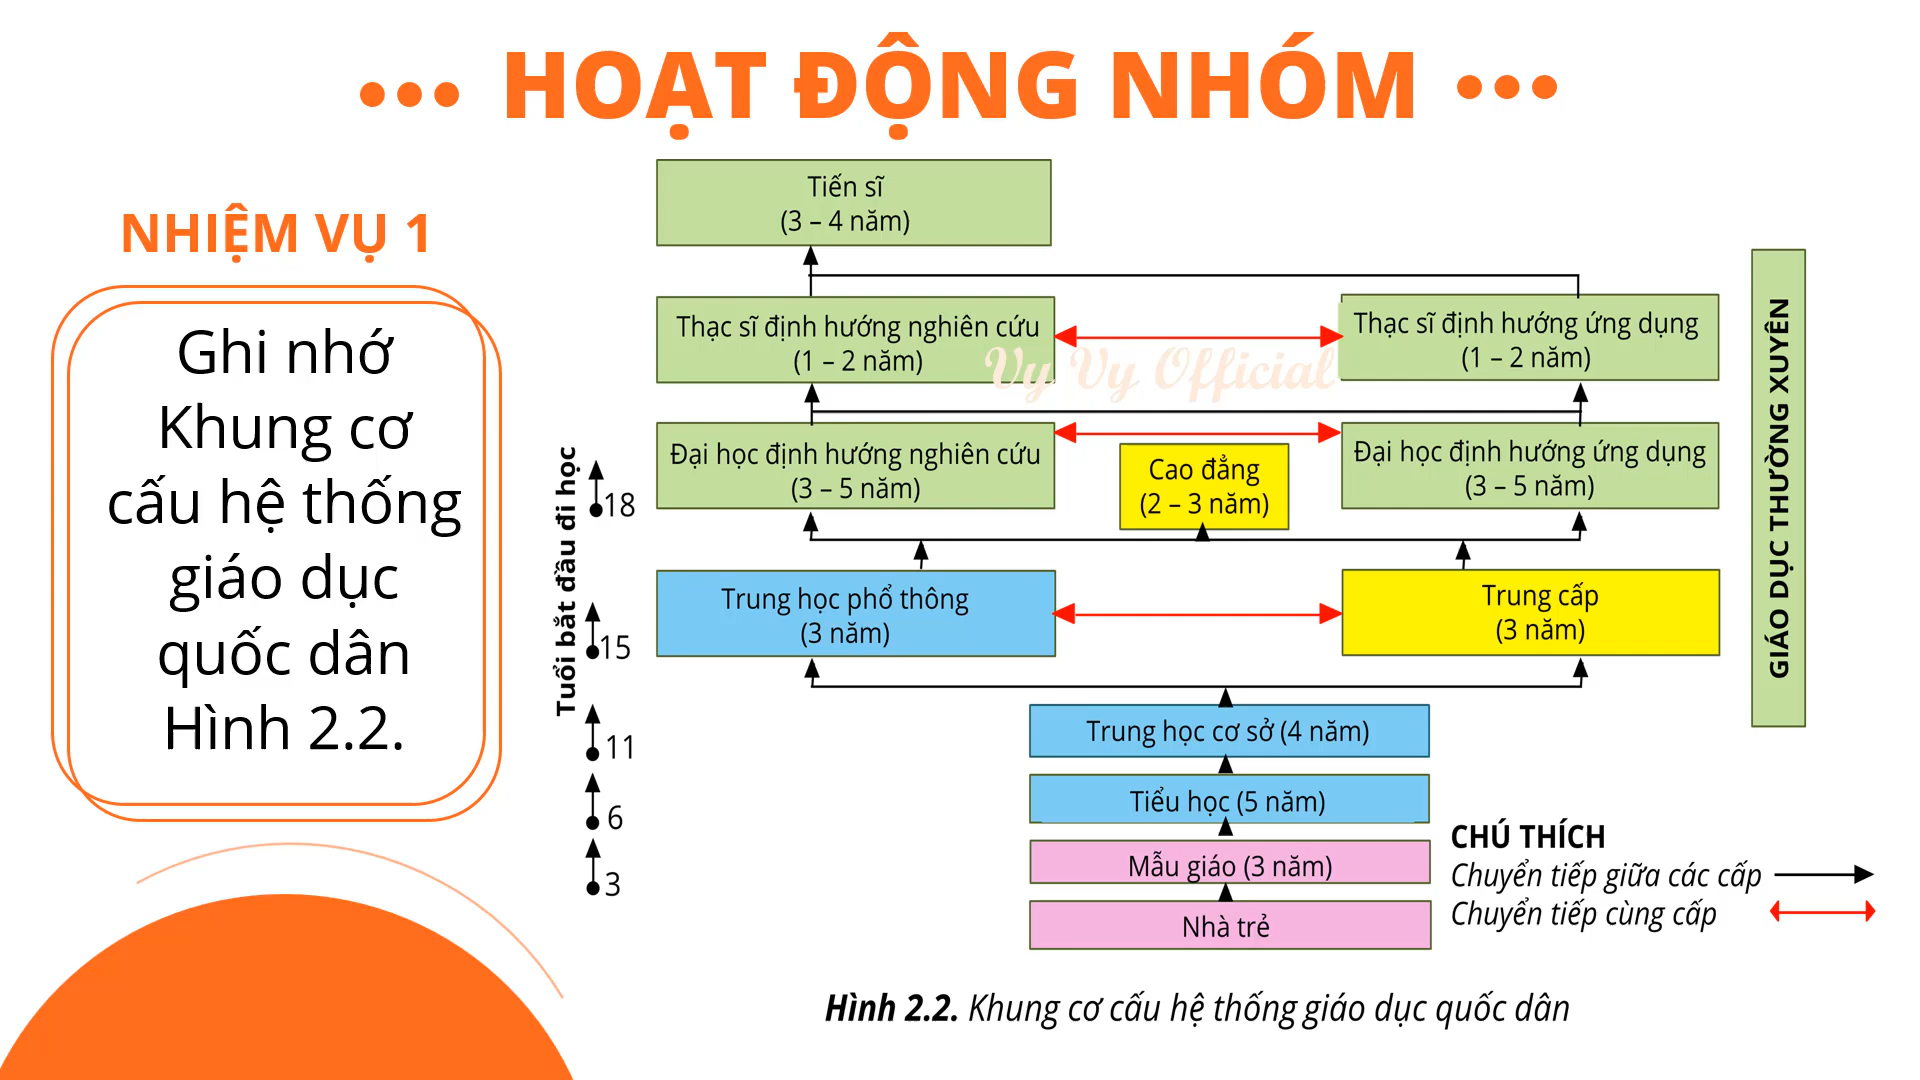 HOẠT ĐỘNG NHÓM
NHIỆM VỤ 1
Ghi nhớ
Khung cơ
cấu hệ thống
giáo dục
quốc dân
Hình 2.2.
Tiến sĩ
(3 – 4 năm)
Thạc sĩ định hướng nghiên cứu
(1 – 2 năm)
Thạc sĩ định hướng ứng dụng
(1 – 2 năm)
Vy Vy Official
Đại học định hướng nghiên cứu
(3 – 5 năm)
Cao đẳng
(2 – 3 năm)
Đại học định hướng ứng dụng
(3 – 5 năm)
Trung học phổ thông
(3 năm)
Trung cấp
(3 năm)
Trung học cơ sở (4 năm)
Tiểu học (5 năm)
Mẫu giáo (3 năm)
Nhà trẻ
Tuổi bắt đầu đi học
18
15
11
6
3
GIÁO DỤC THƯỜNG XUYÊN
CHÚ THÍCH
Chuyển tiếp giữa các cấp
Chuyển tiếp cùng cấp
Hình 2.2. Khung cơ cấu hệ thống giáo dục quốc dân